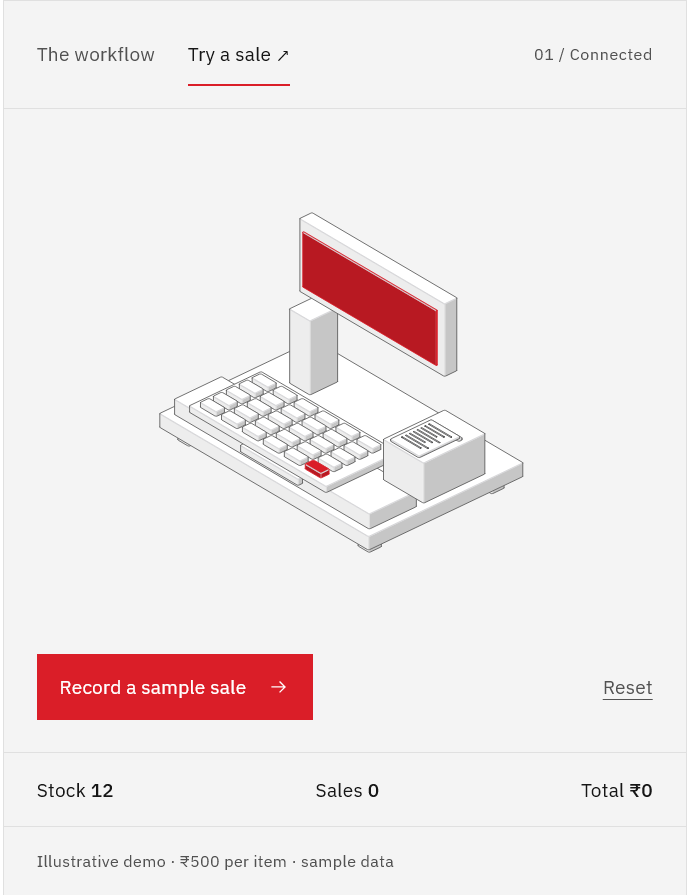 The workflow Try a sale ↗ 01 / Connected
Record a sample sale → Reset
Stock 12 Sales 0 Total ₹0
Illustrative demo · ₹500 per item · sample data